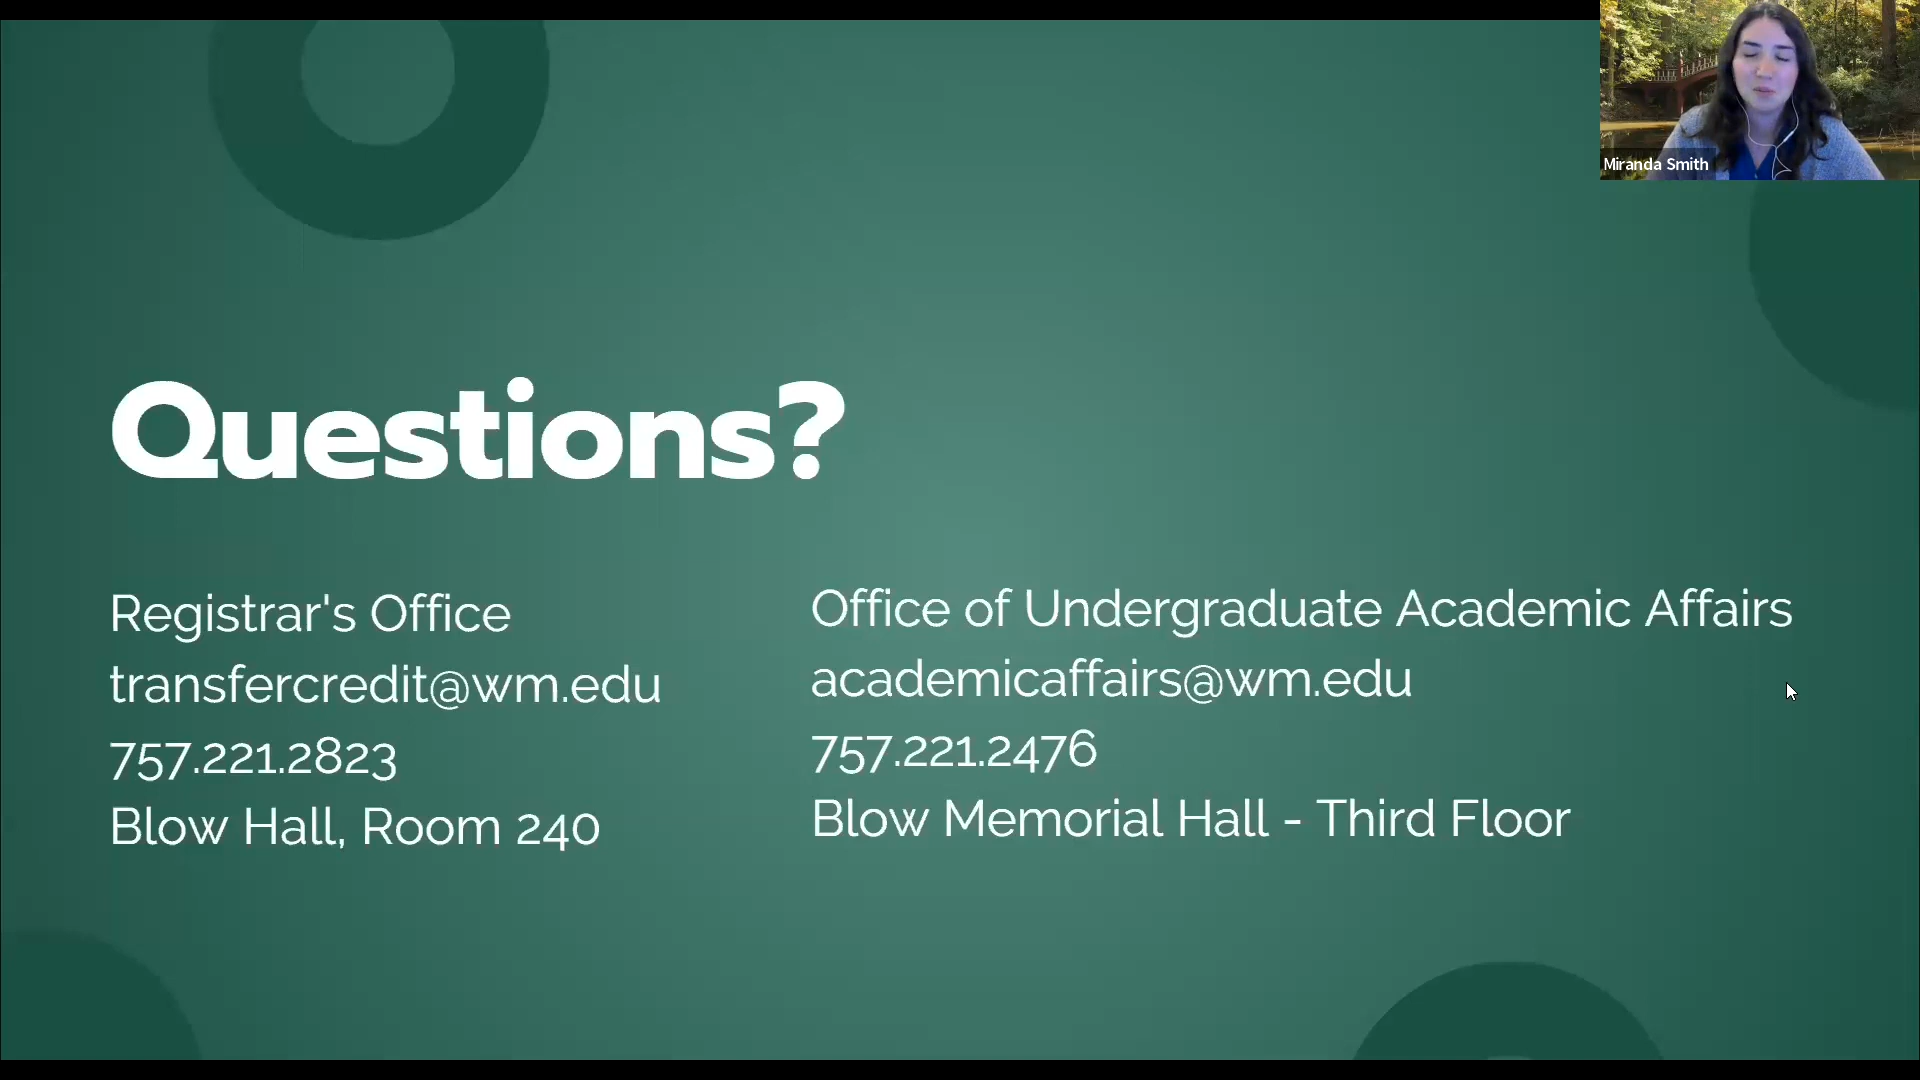 Miranda Smith
Questions?
Registrar's Office
transfercredit@wm.edu
757.221.2823
Blow Hall, Room 240
Office of Undergraduate Academic Affairs
academicaffairs@wm.edu
757.221.2476
Blow Memorial Hall - Third Floor